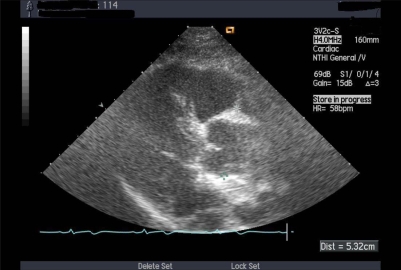 : 114
3V2c-S
H4.0MHz 160mm
Cardiac
NTHI General /V
69dB S1/ 0/1/ 4
Gain= 15dB Δ=3
Store in progress
HR= 58bpm
Dist = 5.32cm
Delete Set Lock Set